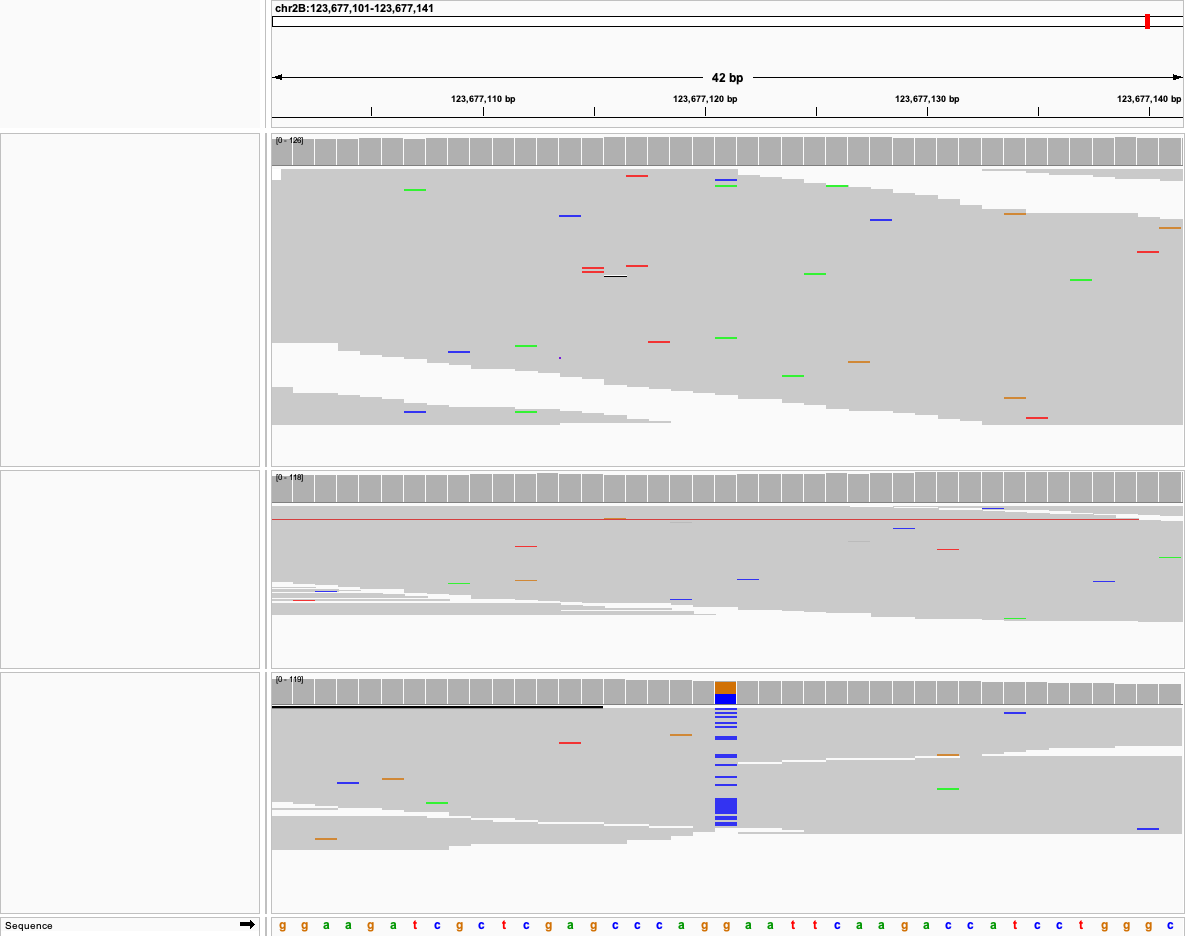 chr2B:123,677,101-123,677,141
42 bp
123,677,110 bp 123,677,120 bp 123,677,130 bp 123,677,140 bp
[0 - 126]
[0 - 118]
[0 - 119]
Sequence g g a a g a t c g c t c g a g c c c a g g a a t t c a a g a c c a t c c t g g g c